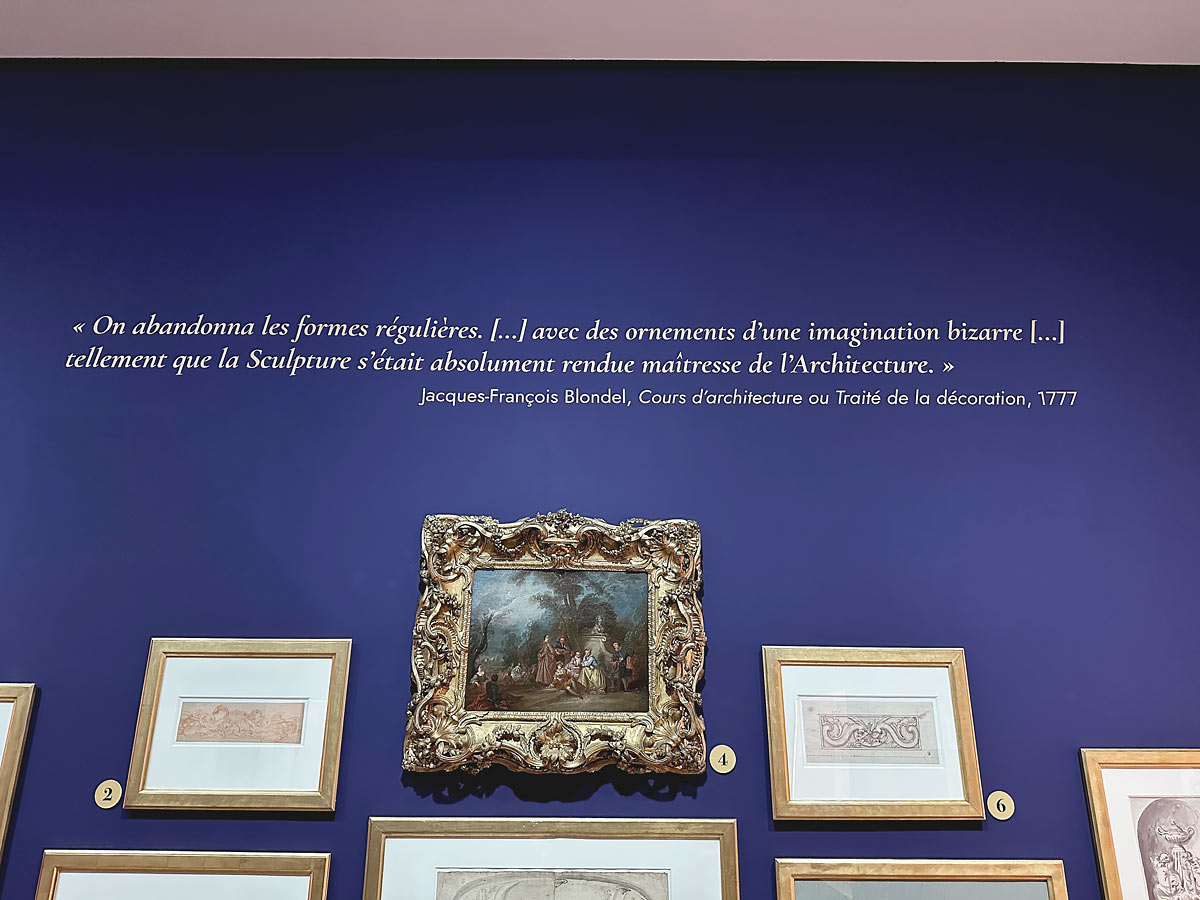 « On abandonna les formes régulières. [...] avec des ornements d'une imagination bizarre [...]
tellement que la Sculpture s'était absolument rendue maîtresse de l'Architecture. »
Jacques-François Blondel, Cours d'architecture ou Traité de la décoration, 1777
4
2
6